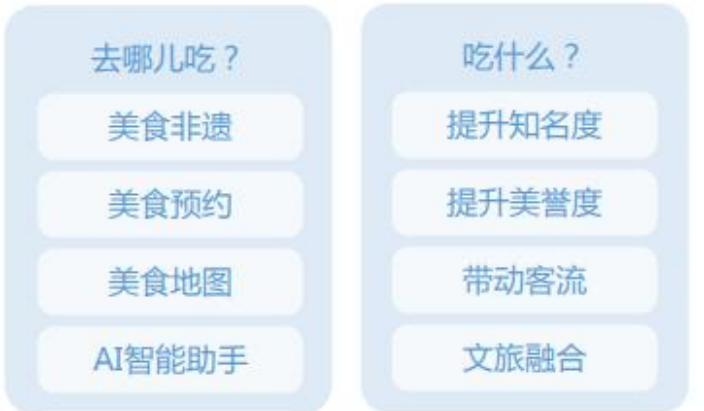 去哪儿吃？
美食非遗
美食预约
美食地图
AI智能助手
吃什么？
提升知名度
提升美誉度
带动客流
文旅融合